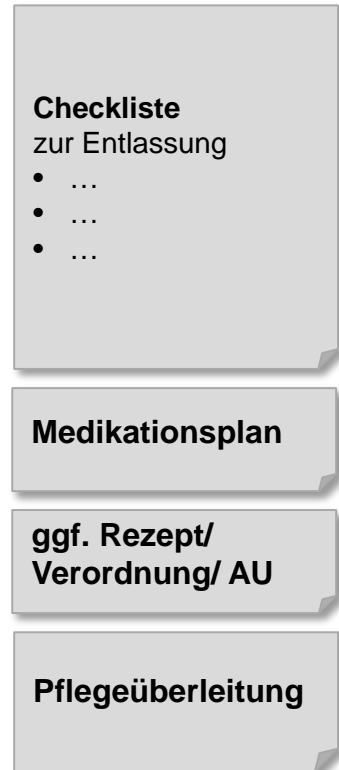 Checkliste
zur Entlassung
• …
• …
• …
Medikationsplan
ggf. Rezept/
Verordnung/ AU
Pflegeüberleitung